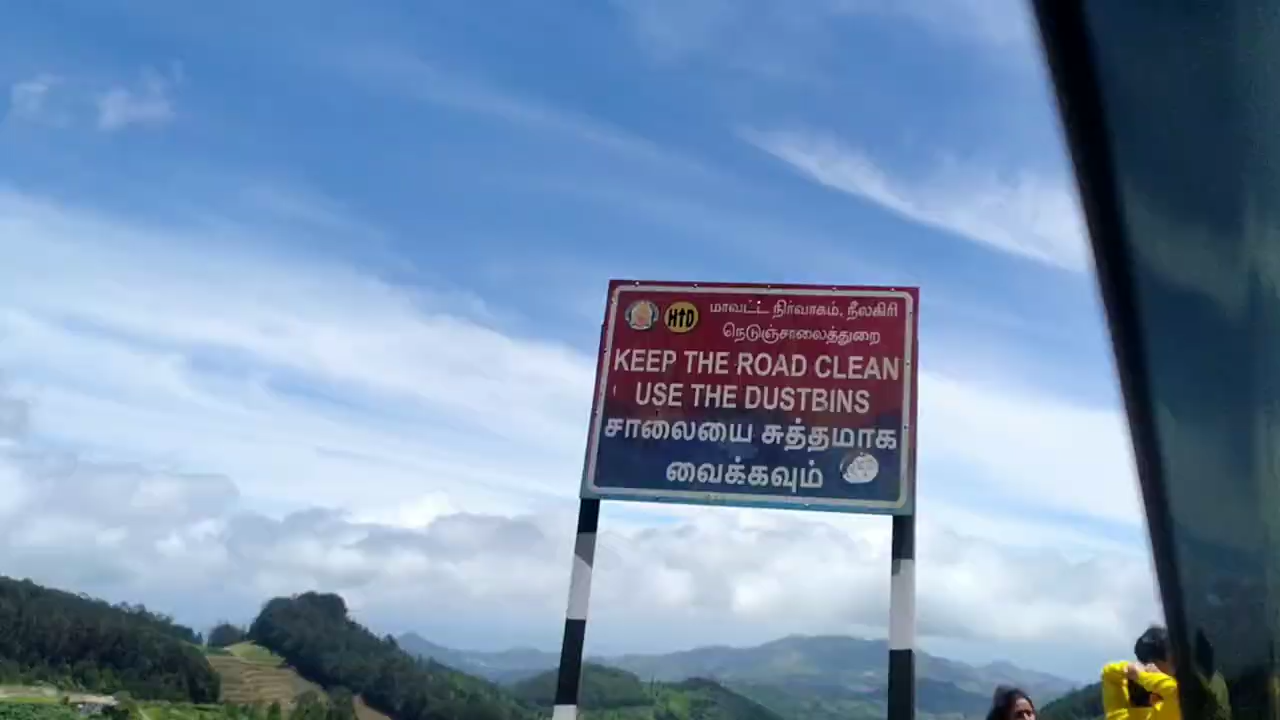 HTD மாவட்ட நிர்வாகம், நீலகிரி
நெடுஞ்சாலைத்துறை
KEEP THE ROAD CLEAN
USE THE DUSTBINS
சாலையை சுத்தமாக
வைக்கவும்